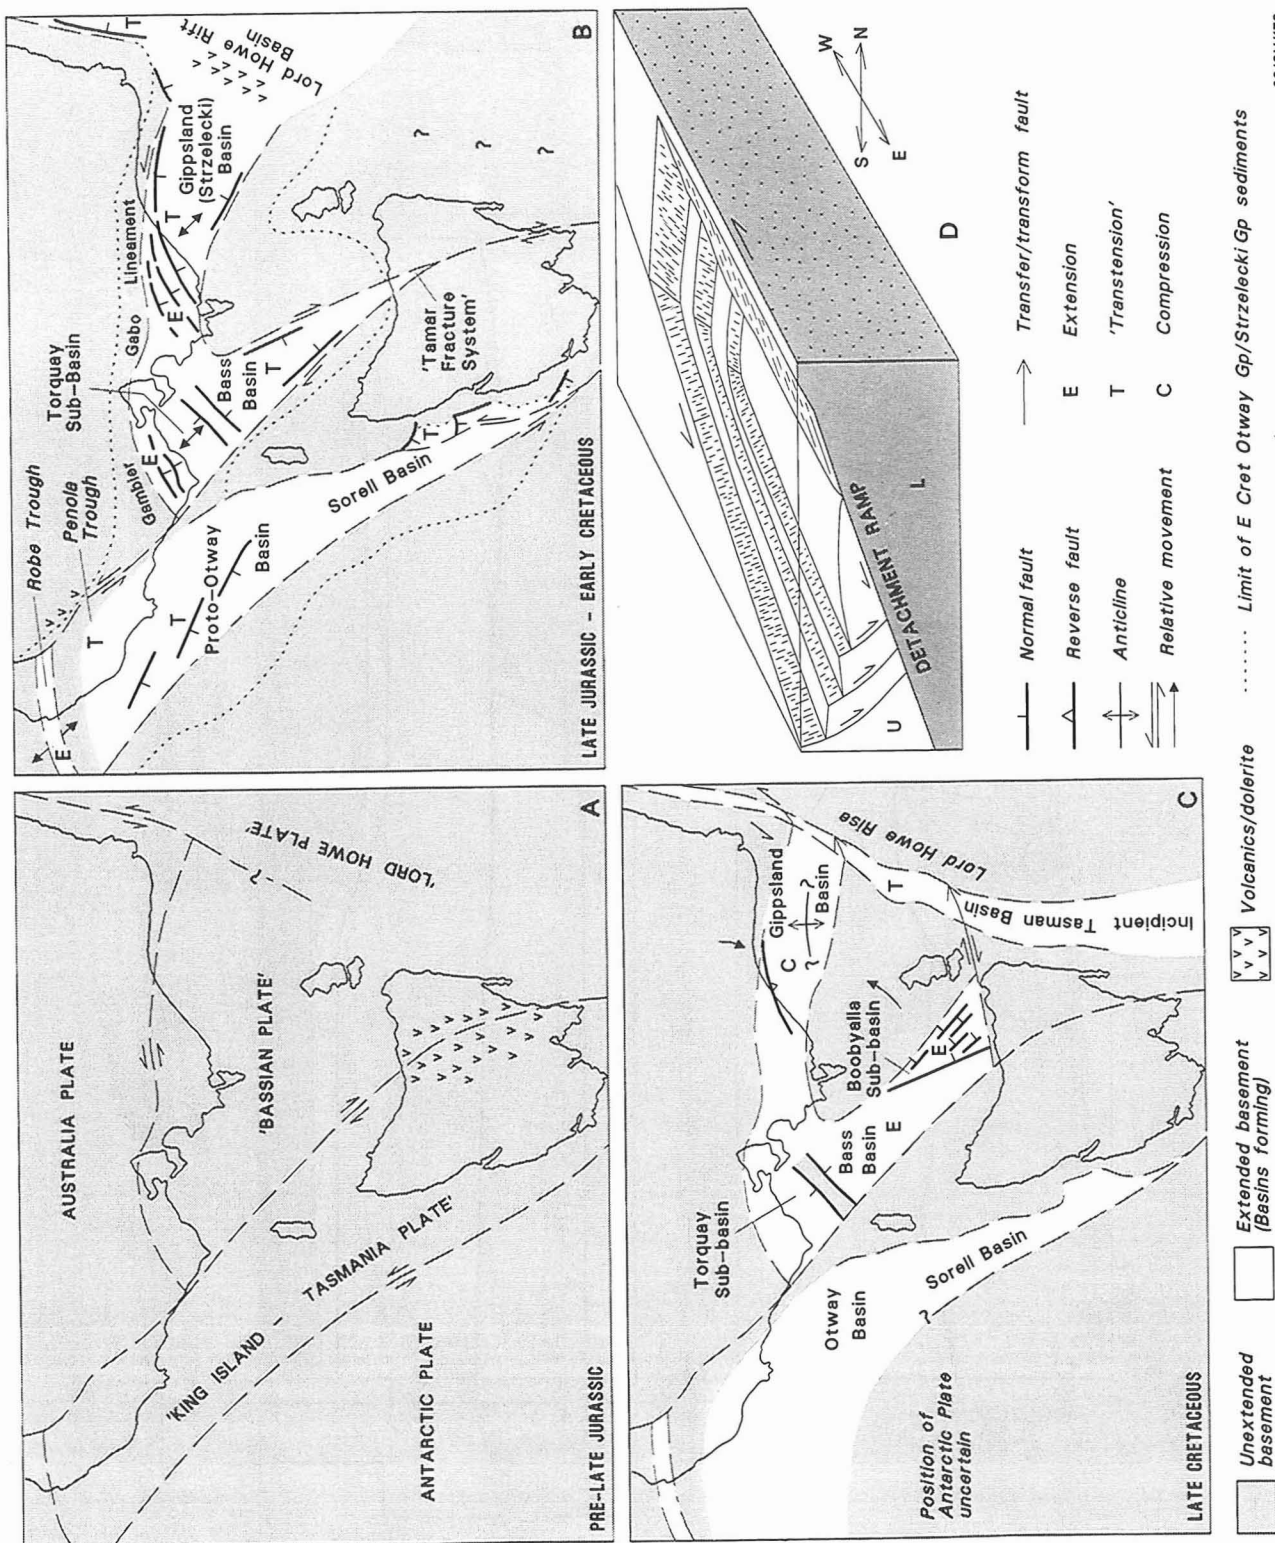 AUSTRALIA PLATE
'BASSIAN PLATE'
'LORD HOWE PLATE'
?
'KING ISLAND -
TASMANIA PLATE'
ANTARCTIC PLATE
V V V V V V V V V V V V V V V V V V V
PRE-LATE JURASSIC
A
Robe Trough
Penola
Trough
Torquay
Sub-Basin
Gambier
Gabo
Lineament
Gippsland
(Strzelecki)
Basin
Lord Howe Rift
Basin
Bass
Basin
Proto-Otway
Basin
Sorell Basin
'Tamar
Fracture
System'
E
T
T
E
E
T
T
T
T
T
? ? ?
LATE JURASSIC - EARLY CRETACEOUS
B
Torquay
Sub-basin
Otway
Basin
Sorell Basin
?
Bass
Basin
E
Boobyalla
Sub-basin
E
C
Gippsland
Basin
?
?
T
Lord Howe Rise
Incipient Tasman Basin
Position of
Antarctic Plate
uncertain
LATE CRETACEOUS
C
U
L
DETACHMENT RAMP
W
N
S
E
D
Normal fault
Reverse fault
Anticline
Relative movement
Transfer/transform fault
E Extension
T 'Transtension'
C Compression
Unextended
basement
Extended basement
(Basins forming)
Volcanics/dolerite
Limit of E Cret Otway Gp/Strzelecki Gp sediments